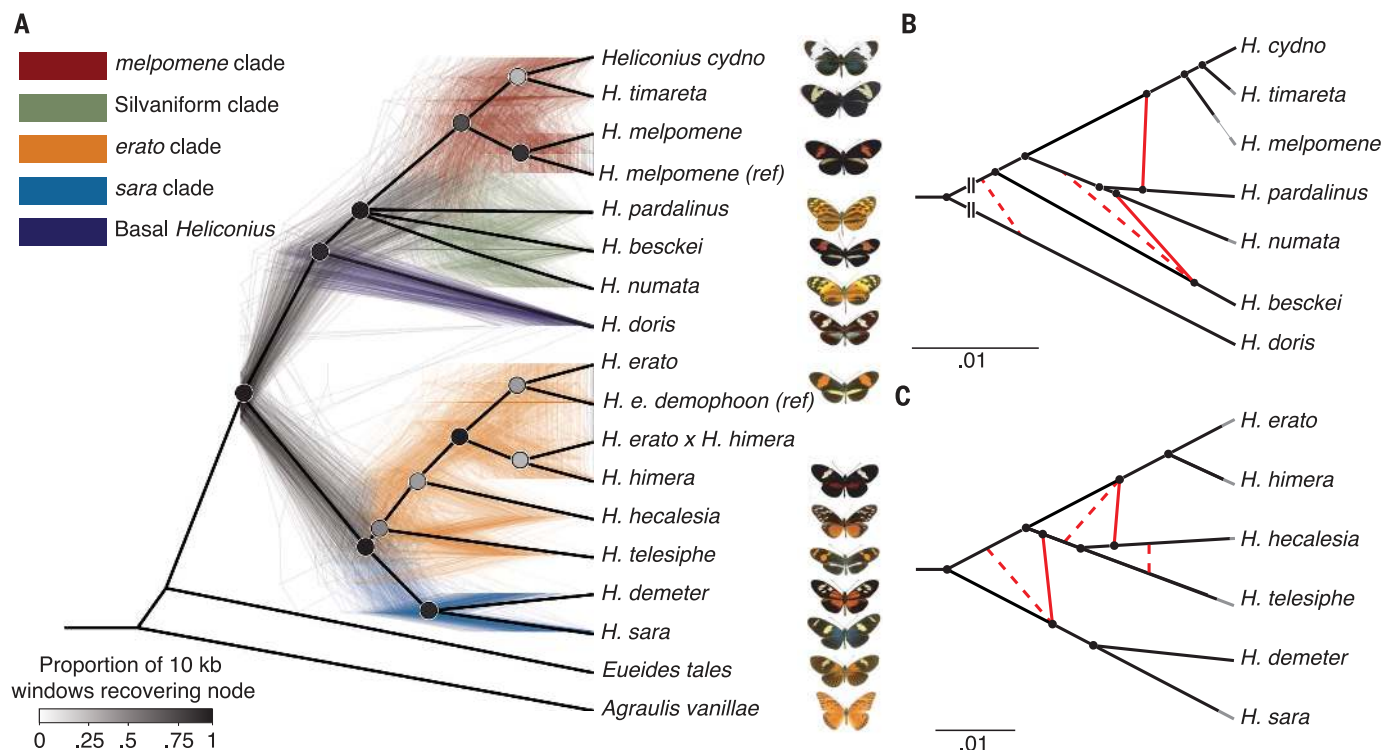 A
melpomene clade
Silvaniform clade
erato clade
sara clade
Basal Heliconius
Heliconius cydno
H. timareta
H. melpomene
H. melpomene (ref)
H. pardalinus
H. besckei
H. numata
H. doris
H. erato
H. e. demophoon (ref)
H. erato x H. himera
H. himera
H. hecalesia
H. telesiphe
H. demeter
H. sara
Eueides tales
Agraulis vanillae
Proportion of 10 kb
windows recovering node
0 .25 .5 .75 1
B
H. cydno
H. timareta
H. melpomene
H. pardalinus
H. numata
H. besckei
H. doris
.01
C
H. erato
H. himera
H. hecalesia
H. telesiphe
H. demeter
H. sara
.01